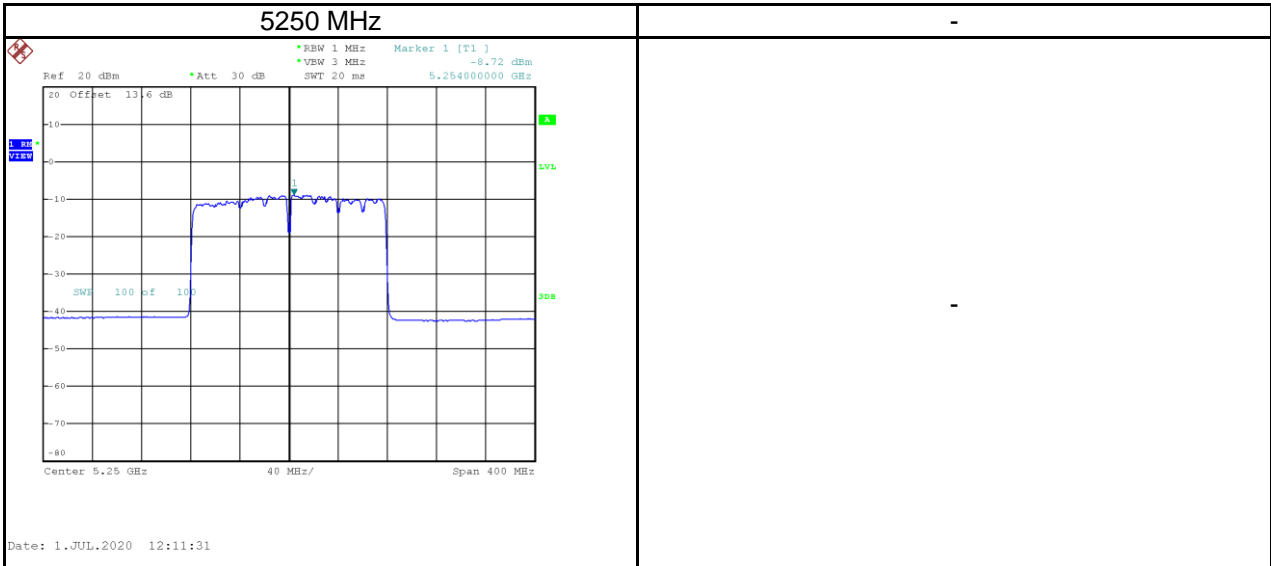 5250 MHz -
R S
*RBW 1 MHz Marker 1 [T1 ]
*VBW 3 MHz -8.72 dBm
Ref 20 dBm *Att 30 dB SWT 20 ms 5.254000000 GHz
20 Offset 13.6 dB
A
-10
1 RM *
VIEW
-0
LVL
1
--10
--20
--30
SWP 100 of 100
3DB
--40
-
--50
--60
--70
-80
Center 5.25 GHz 40 MHz/ Span 400 MHz
Date: 1.JUL.2020 12:11:31